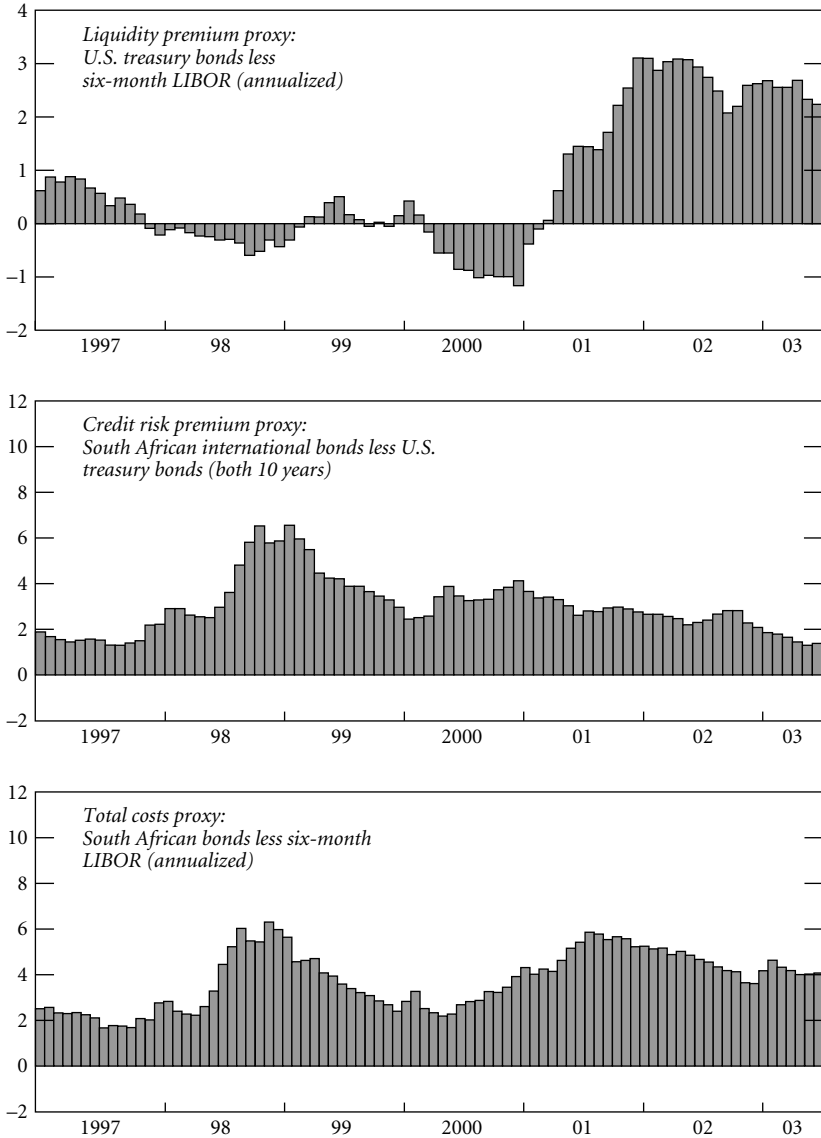 4
Liquidity premium proxy:
U.S. treasury bonds less
six-month LIBOR (annualized)
3
2
1
0
–1
–2
1997 98 99 2000 01 02 03
12
Credit risk premium proxy:
10
South African international bonds less U.S.
treasury bonds (both 10 years)
8
6
4
2
0
–2
1997 98 99 2000 01 02 03
12
Total costs proxy:
10
South African bonds less six-month
LIBOR (annualized)
8
6
4
2
0
–2
1997 98 99 2000 01 02 03